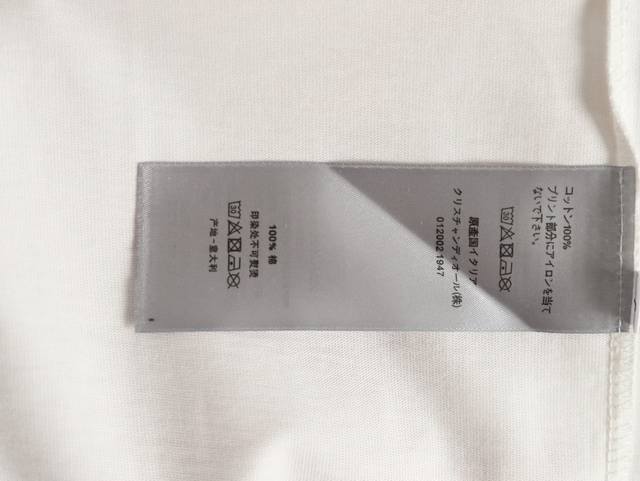 コットン100%
プリント部分にアイロンを当て
ないで下さい。
30
原産国イタリア
クリスチャンディオール(株)
0120021947
100% 棉
印染处不可熨烫
30
产地-意大利